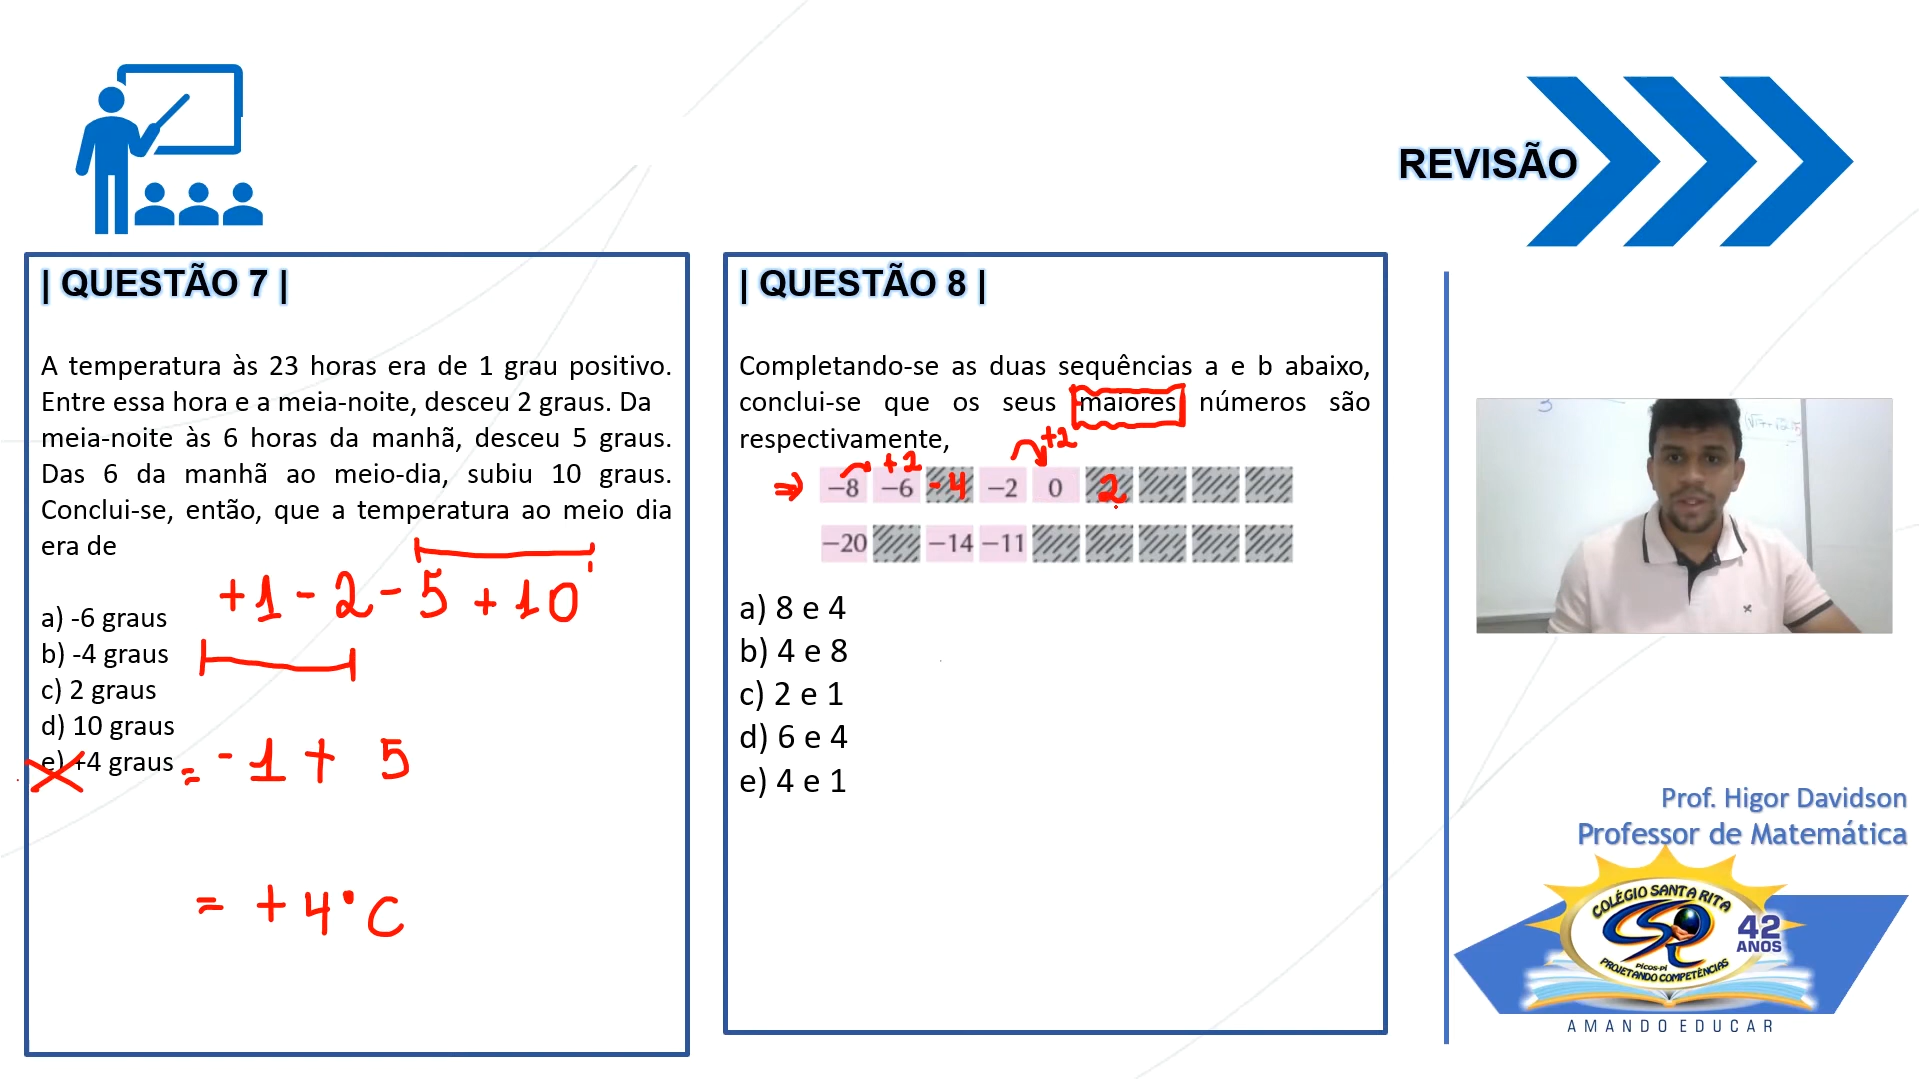 REVISÃO
| QUESTÃO 7 |
A temperatura às 23 horas era de 1 grau positivo.
Entre essa hora e a meia-noite, desceu 2 graus. Da
meia-noite às 6 horas da manhã, desceu 5 graus.
Das 6 da manhã ao meio-dia, subiu 10 graus.
Conclui-se, então, que a temperatura ao meio dia
era de
+1 - 2 - 5 + 10
a) -6 graus
b) -4 graus
c) 2 graus
d) 10 graus
e) +4 graus
= -1 + 5
= +4°C
| QUESTÃO 8 |
Completando-se as duas sequências a e b abaixo,
conclui-se que os seus maiores números são
respectivamente,
+2 +2
⇒ −8 −6 -4 −2 0 2
−20 −14 −11
a) 8 e 4
b) 4 e 8
c) 2 e 1
d) 6 e 4
e) 4 e 1
Prof. Higor Davidson
Professor de Matemática
COLÉGIO SANTA RITA
42
ANOS
PICOS-PI
PROJETANDO COMPETÊNCIAS
AMANDO EDUCAR